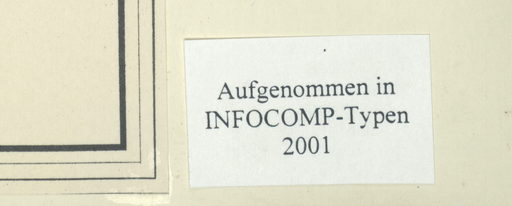 Aufgenommen in
INFOCOMP-Typen
2001